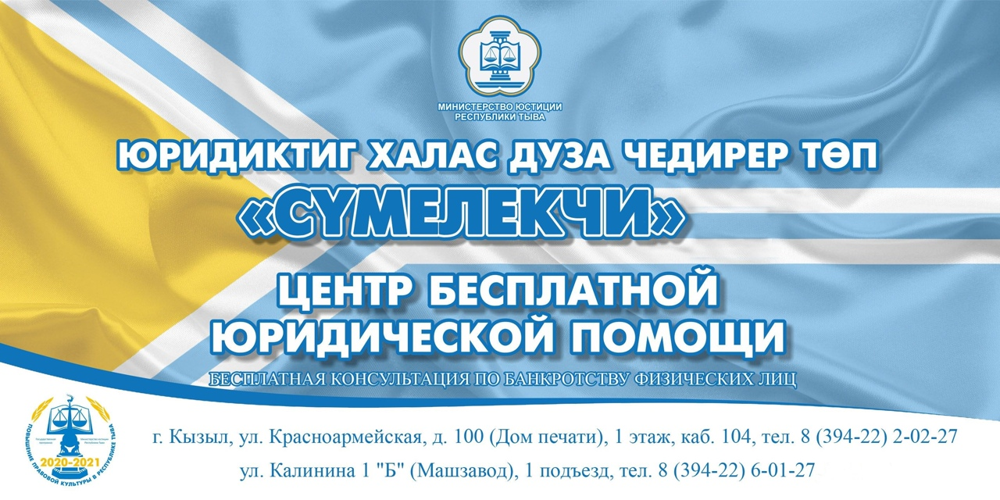 МИНИСТЕРСТВО ЮСТИЦИИ
РЕСПУБЛИКИ ТЫВА
ЮРИДИКТИГ ХАЛАС ДУЗА ЧЕДИРЕР ТӨП
«СҮМЕЛЕКЧИ»
ЦЕНТР БЕСПЛАТНОЙ
ЮРИДИЧЕСКОЙ ПОМОЩИ
БЕСПЛАТНАЯ КОНСУЛЬТАЦИЯ ПО БАНКРОТСТВУ ФИЗИЧЕСКИХ ЛИЦ
г. Кызыл, ул. Красноармейская, д. 100 (Дом печати), 1 этаж, каб. 104, тел. 8 (394-22) 2-02-27
ул. Калинина 1 "Б" (Машзавод), 1 подъезд, тел. 8 (394-22) 6-01-27
2020-2021
ПОВЫШЕНИЕ ПРАВОВОЙ КУЛЬТУРЫ В РЕСПУБЛИКЕ ТЫВА